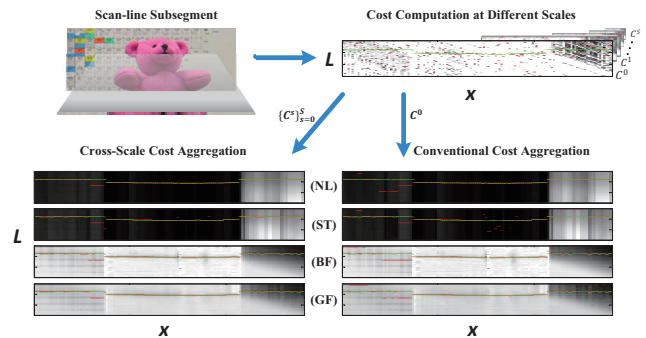 Scan-line Subsegment
Cost Computation at Different Scales
C^s
C^1
C^0
L
X
{C^s}_{s=0}^{S}
C^0
Cross-Scale Cost Aggregation
Conventional Cost Aggregation
(NL)
(ST)
L
(BF)
(GF)
X
X